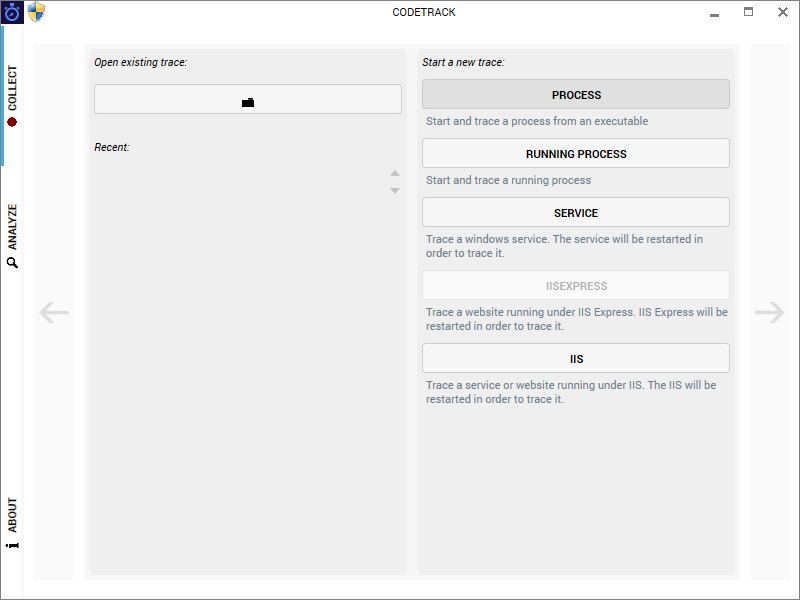 CODETRACK
COLLECT
ANALYZE
ABOUT
Open existing trace:
Recent:
Start a new trace:
PROCESS
Start and trace a process from an executable
RUNNING PROCESS
Start and trace a running process
SERVICE
Trace a windows service. The service will be restarted in
order to trace it.
IISEXPRESS
Trace a website running under IIS Express. IIS Express will be
restarted in order to trace it.
IIS
Trace a service or website running under IIS. The IIS will be
restarted in order to trace it.